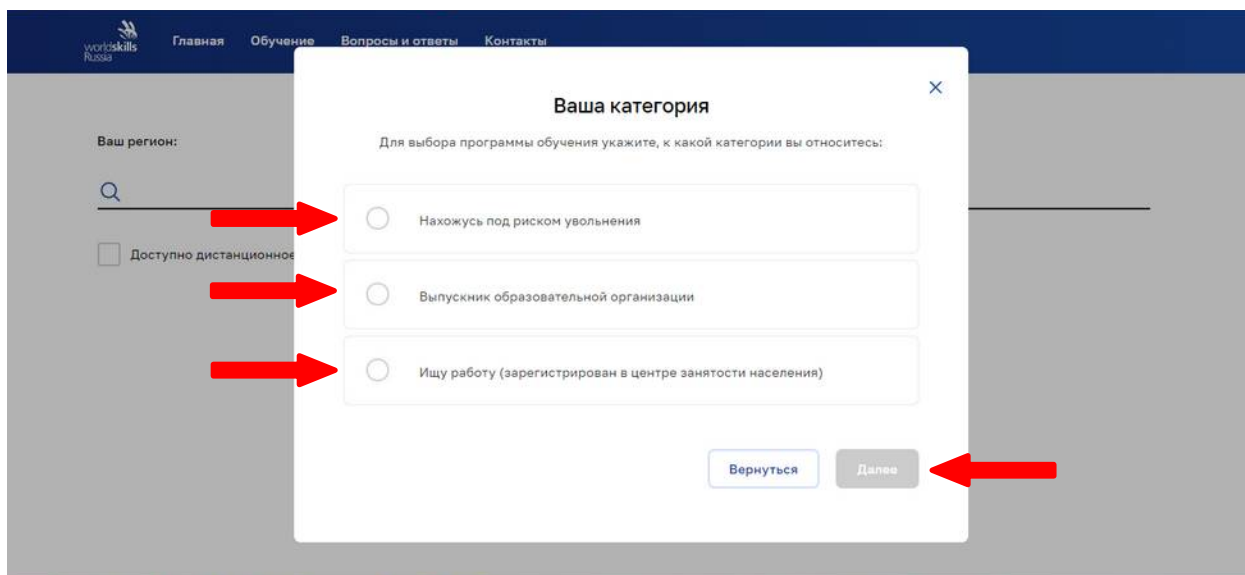 worldskills
Russia
Главная Обучение Вопросы и ответы Контакты
Ваша категория
Для выбора программы обучения укажите, к какой категории вы относитесь:
Ваш регион:
Нахожусь под риском увольнения
Доступно дистанционное
Выпускник образовательной организации
Ищу работу (зарегистрирован в центре занятости населения)
Вернуться Далее